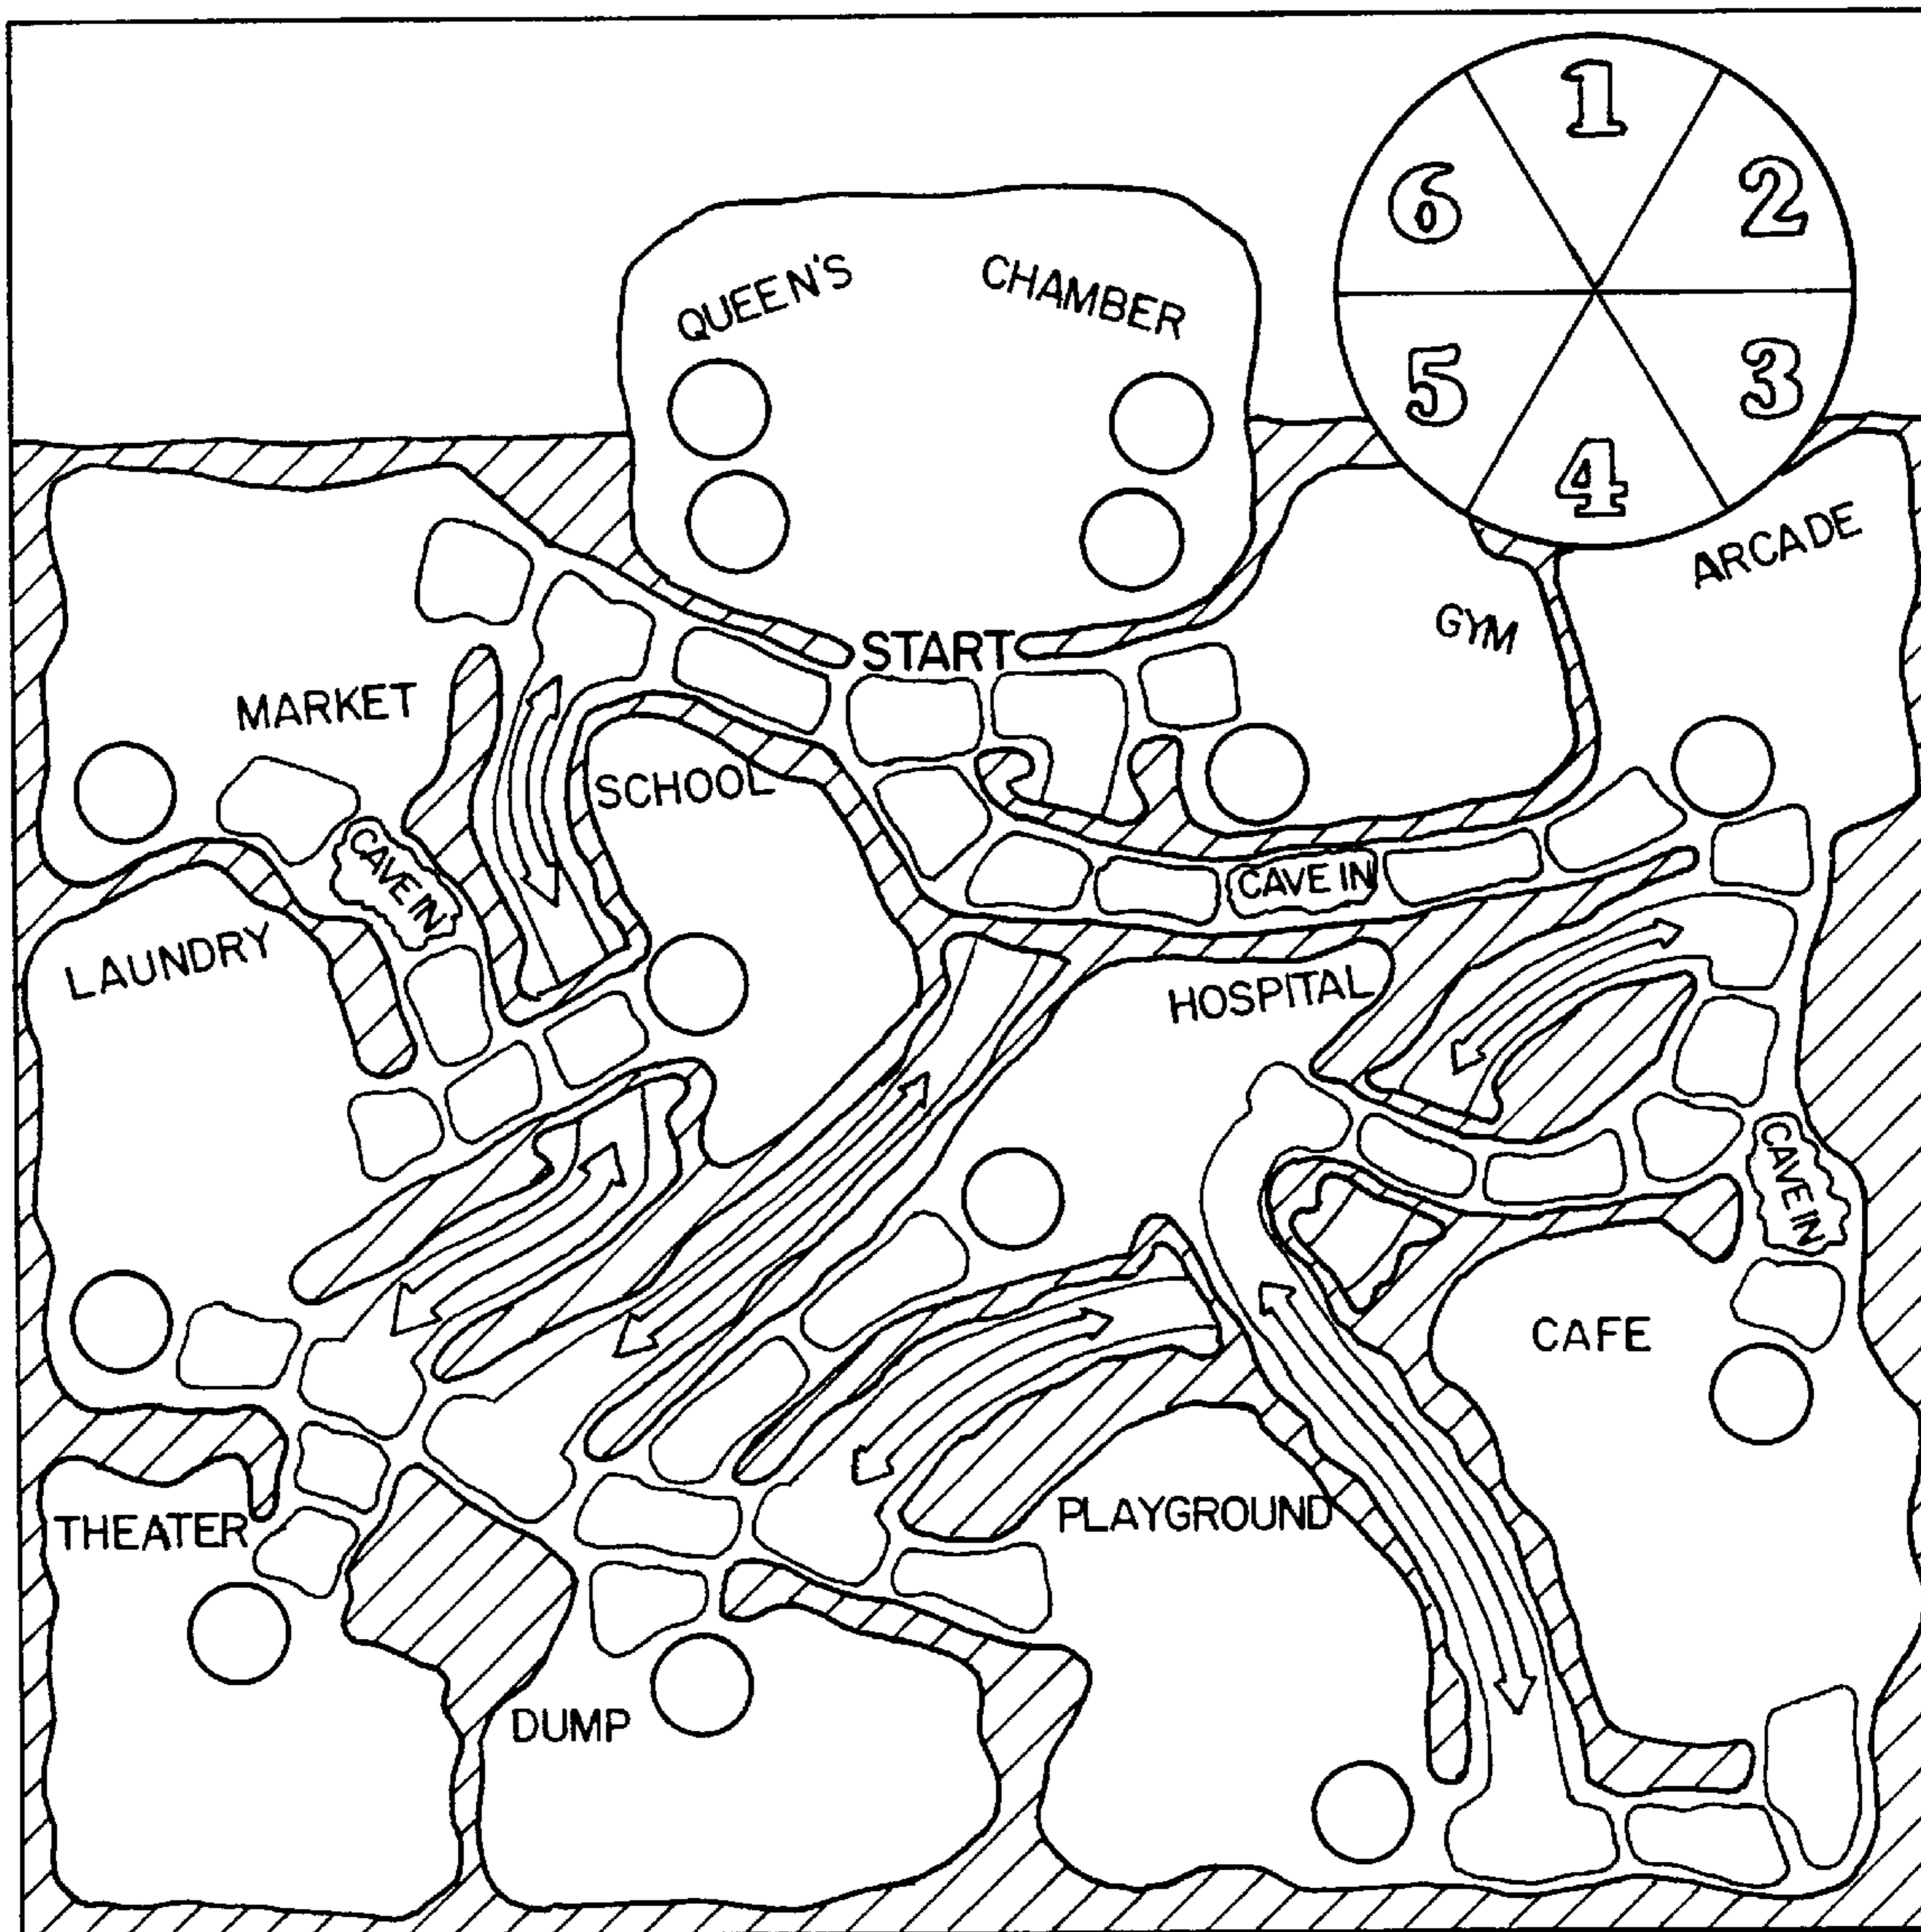 1
6 2
5 3
4
QUEEN'S CHAMBER
ARCADE
START
GYM
MARKET
SCHOOL
CAVE IN
CAVE IN
LAUNDRY
HOSPITAL
CAVE IN
CAFE
THEATER
PLAYGROUND
DUMP